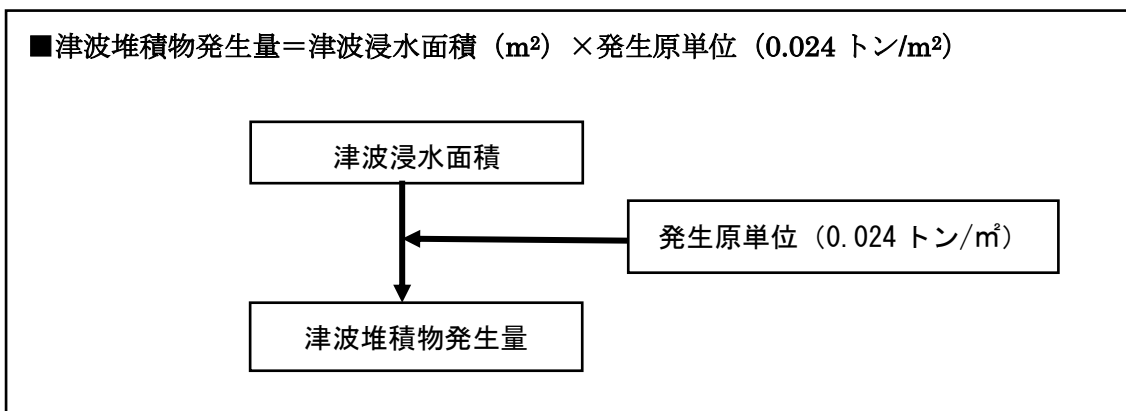 ■津波堆積物発生量＝津波浸水面積（m²）×発生原単位（0.024 トン/m²）
津波浸水面積
発生原単位（0.024 トン/㎡）
津波堆積物発生量